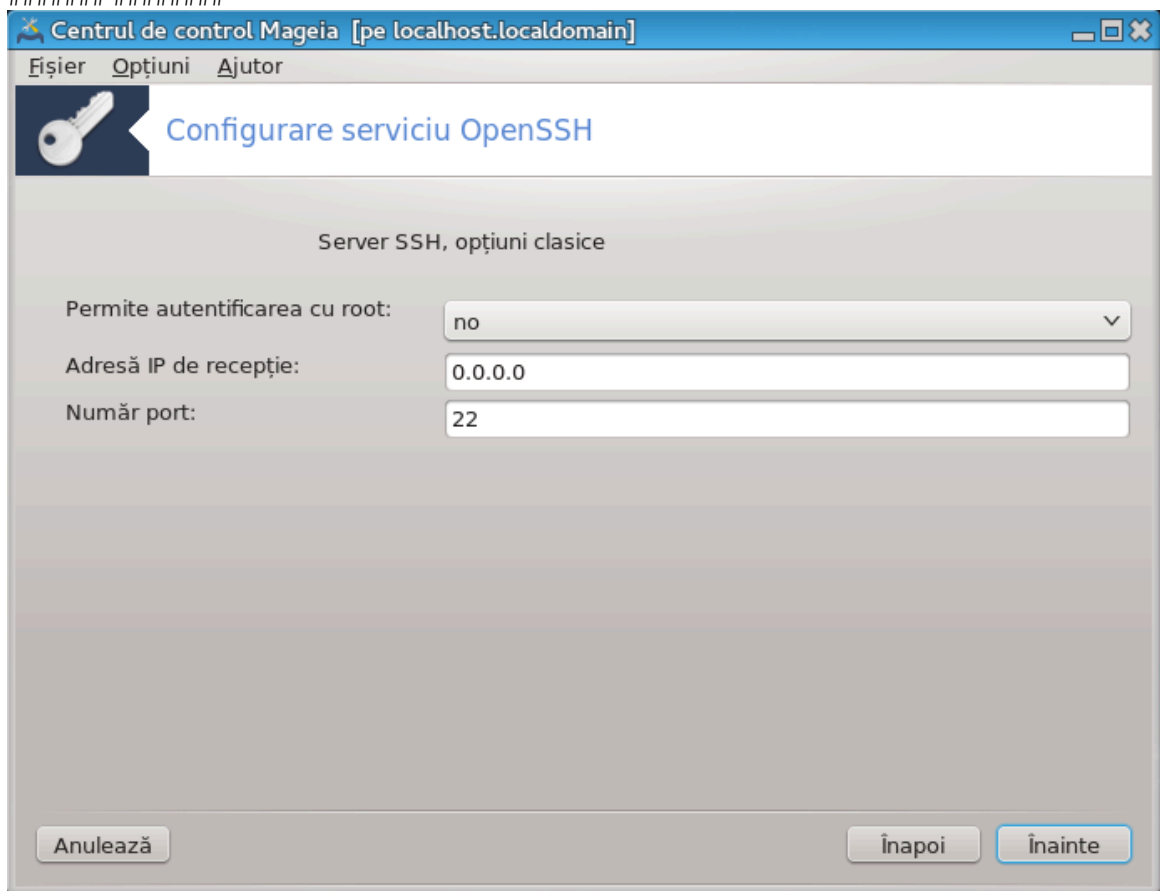 Centrul de control Mageia [pe localhost.localdomain]
Fișier Opțiuni Ajutor
Configurare serviciu OpenSSH
Server SSH, opțiuni clasice
Permite autentificarea cu root: no
Adresă IP de recepție: 0.0.0.0
Număr port: 22
Anulează Înapoi Înainte